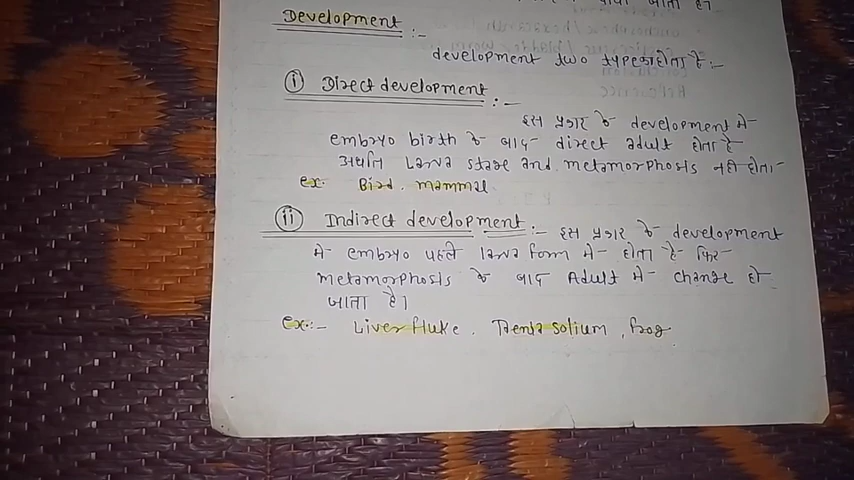 पाया जाता है।
Development :-
development two typeका होता है :-
(i) Direct development :-
इस प्रकार के development मे
embryo birth के बाद direct adult होता है
अर्थात Larva stage and metamorphosis नही होता
ex: Bird, mammal
(ii) Indirect development :- इस प्रकार के development
मे embryo पहले larva form मे होता है फिर
metamorphosis के बाद Adult मे change हो
जाता है।
ex:- Liver fluke, Taenia solium, frog